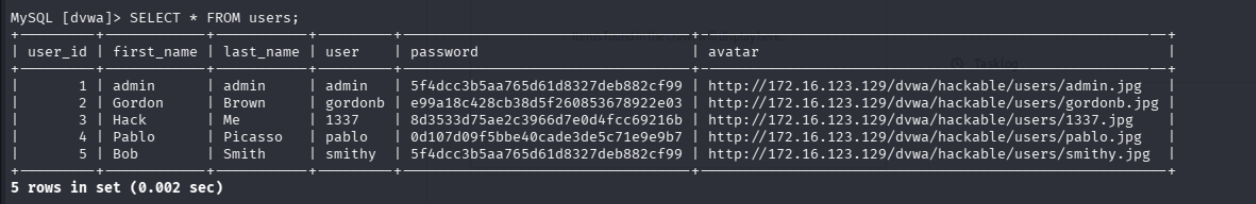 MySQL [dvwa]> SELECT * FROM users;
+---------+------------+-----------+---------+----------------------------------+--------------------------------------------------------+
| user_id | first_name | last_name | user    | password                         | avatar                                                 |
+---------+------------+-----------+---------+----------------------------------+--------------------------------------------------------+
|       1 | admin      | admin     | admin   | 5f4dcc3b5aa765d61d8327deb882cf99 | http://172.16.123.129/dvwa/hackable/users/admin.jpg    |
|       2 | Gordon     | Brown     | gordonb | e99a18c428cb38d5f260853678922e03 | http://172.16.123.129/dvwa/hackable/users/gordonb.jpg  |
|       3 | Hack       | Me        | 1337    | 8d3533d75ae2c3966d7e0d4fcc69216b | http://172.16.123.129/dvwa/hackable/users/1337.jpg     |
|       4 | Pablo      | Picasso   | pablo   | 0d107d09f5bbe40cade3de5c71e9e9b7 | http://172.16.123.129/dvwa/hackable/users/pablo.jpg    |
|       5 | Bob        | Smith     | smithy  | 5f4dcc3b5aa765d61d8327deb882cf99 | http://172.16.123.129/dvwa/hackable/users/smithy.jpg   |
+---------+------------+-----------+---------+----------------------------------+--------------------------------------------------------+
5 rows in set (0.002 sec)